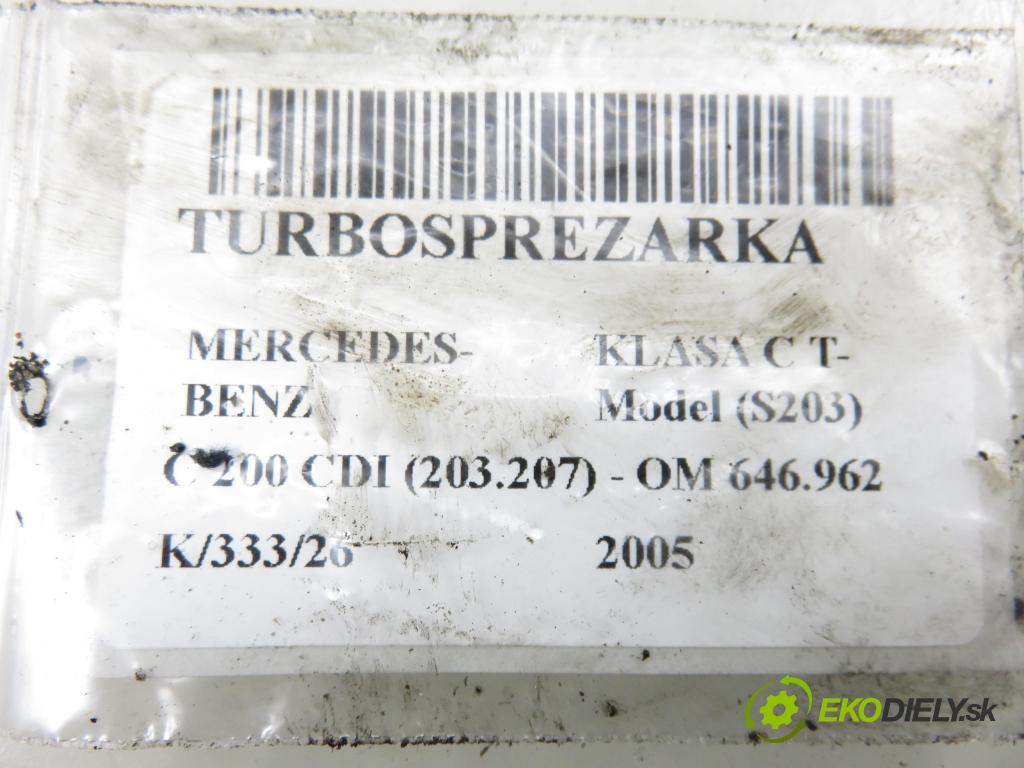 TURBOSPREZARKA
MERCEDES-
BENZ
KLASA C T-
Model (S203)
C 200 CDI (203.207) - OM 646.962
K/333/26
2005
EKODIELY.sk